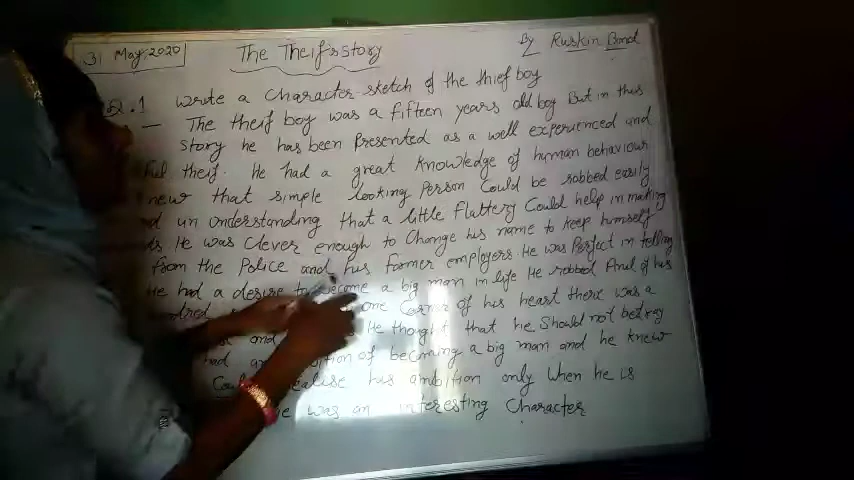 31 May, 2020
The Theif's story
By Ruskin Bond
Q.1 Write a character sketch of the thief boy
— The theif boy was a fifteen years old boy But in this
story he has been presented as a well experienced and
theif. He had a great knowledge of human behaviour
that simple looking person could be robbed easily
un understanding that a little flattery could help in making
He was clever enough to change his name to keep himself
from the Police and his former employers He was perfect in telling
He had a desire to become a big man in life He robbed Anil of his
one corner of his heart there was a
and He thought that he should not betray
had of becoming a big man and he knew
his ambition only when he is
was an interesting character